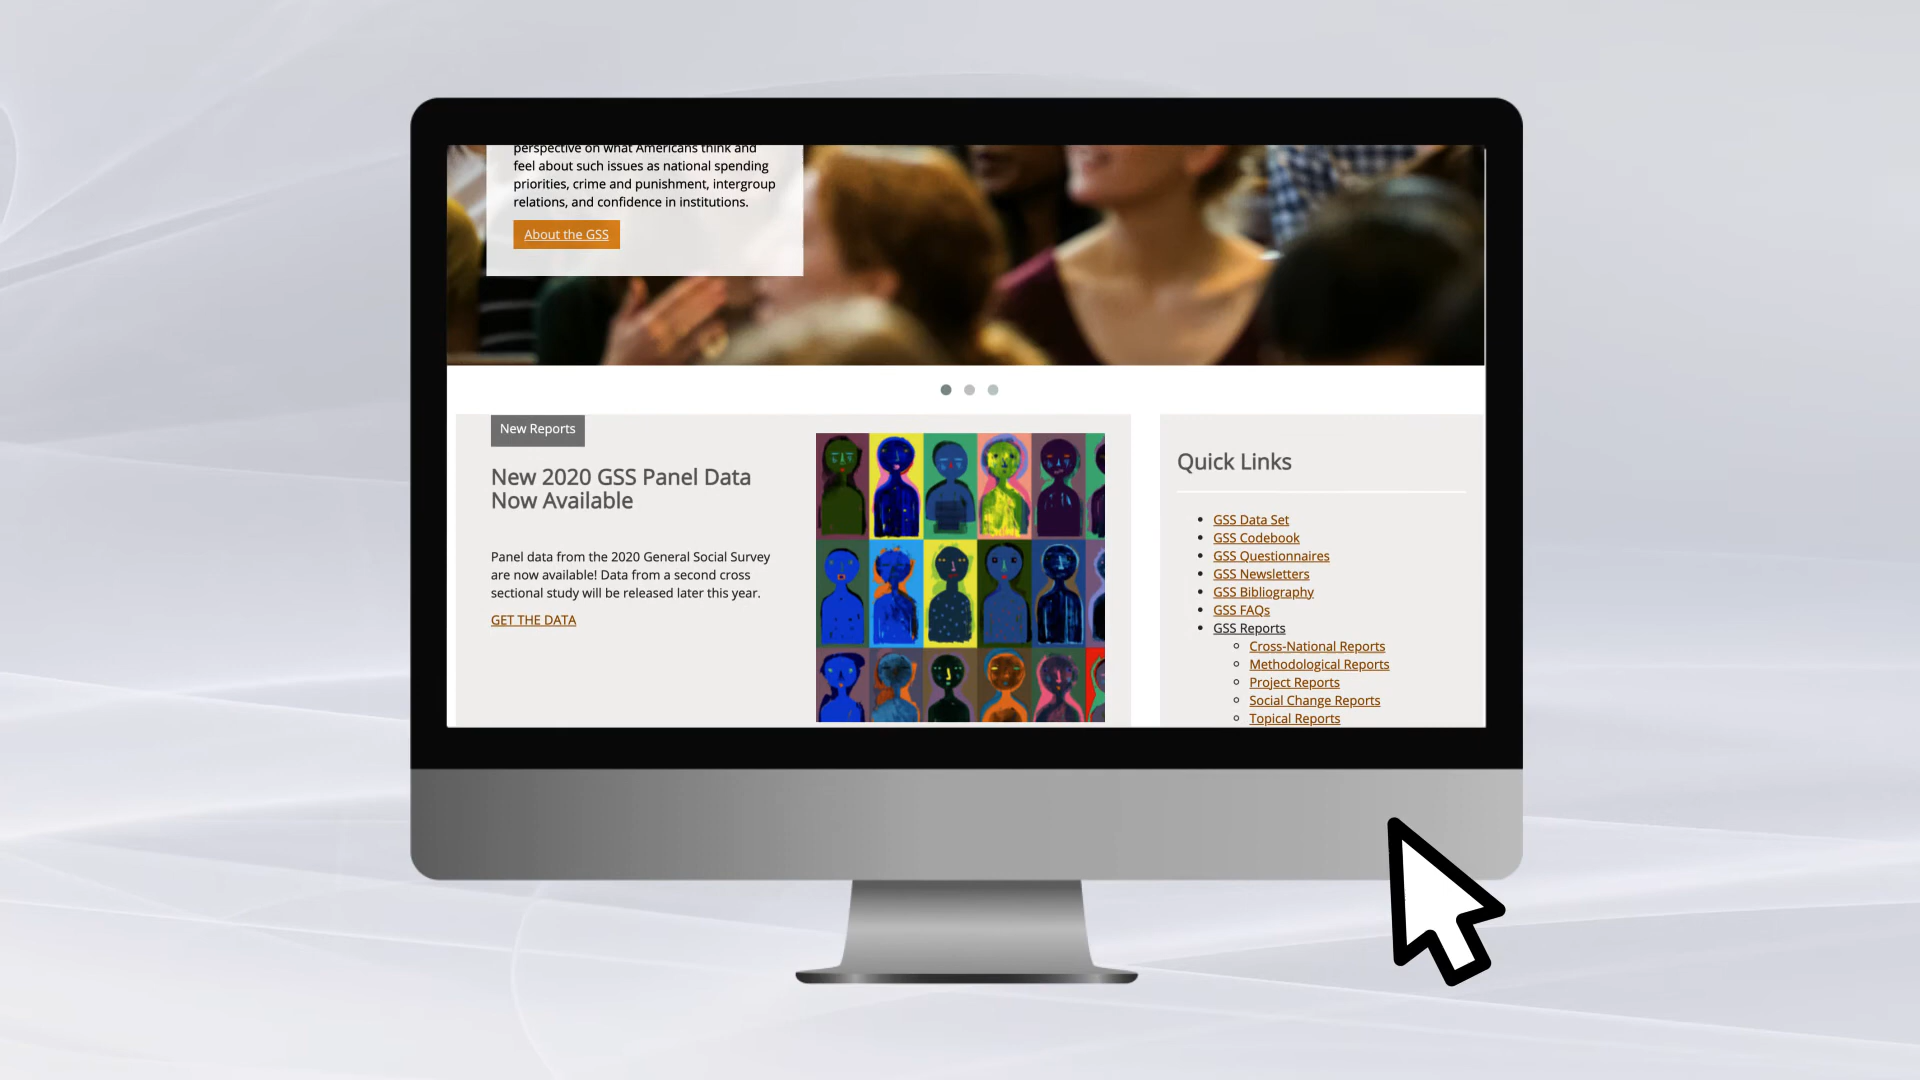 perspective on what Americans think and
feel about such issues as national spending
priorities, crime and punishment, intergroup
relations, and confidence in institutions.
About the GSS
New Reports
New 2020 GSS Panel Data
Now Available
Panel data from the 2020 General Social Survey
are now available! Data from a second cross
sectional study will be released later this year.
GET THE DATA
Quick Links
GSS Data Set
GSS Codebook
GSS Questionnaires
GSS Newsletters
GSS Bibliography
GSS FAQs
GSS Reports
Cross-National Reports
Methodological Reports
Project Reports
Social Change Reports
Topical Reports